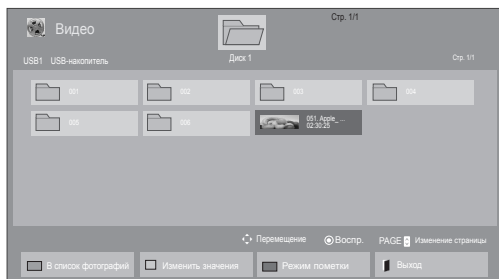 Стр. 1/1
Видео
USB1 USB-накопитель
Диск 1
Стр. 1/1
001
002
003
004
005
006
051. Apple_ ...
02:30:25
Перемещение
Воспр.
PAGE
Изменение страницы
В список фотографий
Изменить значения
Режим пометки
Выход